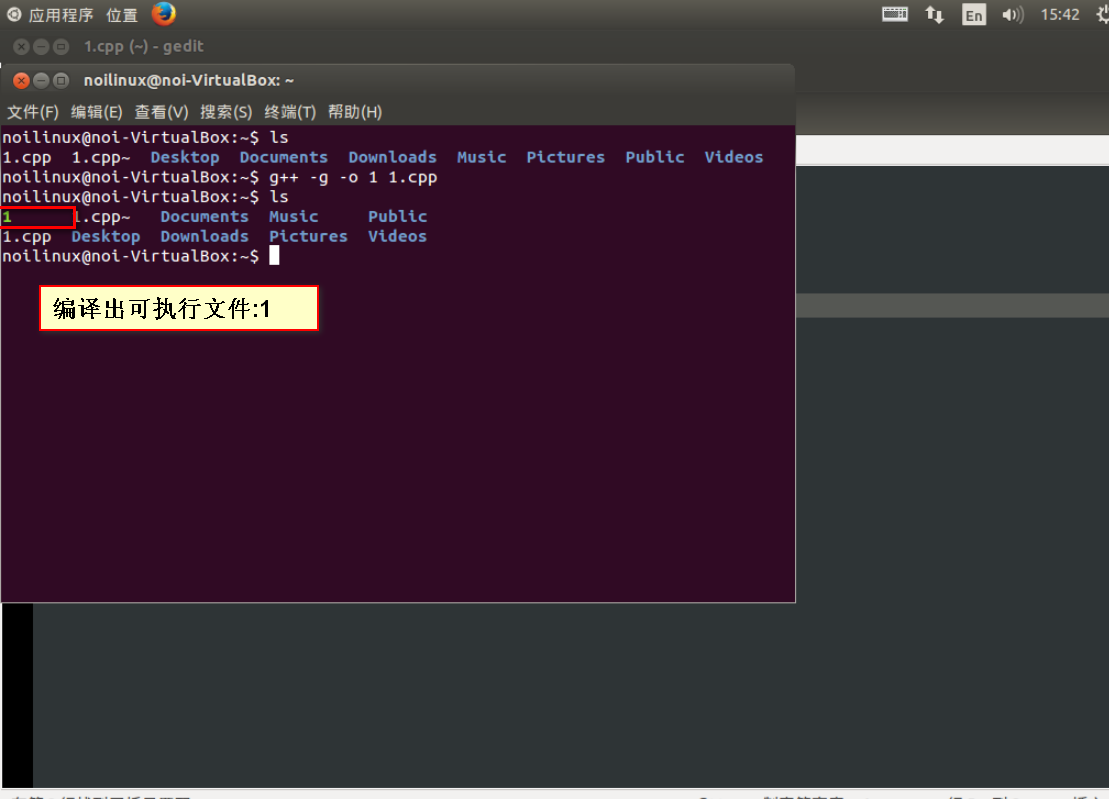 应用程序 位置 En 15:42
1.cpp (~) - gedit
noilinux@noi-VirtualBox: ~
文件(F) 编辑(E) 查看(V) 搜索(S) 终端(T) 帮助(H)
noilinux@noi-VirtualBox:~$ ls
1.cpp 1.cpp~ Desktop Documents Downloads Music Pictures Public Videos
noilinux@noi-VirtualBox:~$ g++ -g -o 1 1.cpp
noilinux@noi-VirtualBox:~$ ls
1 1.cpp~ Documents Music Public
1.cpp Desktop Downloads Pictures Videos
noilinux@noi-VirtualBox:~$
编译出可执行文件:1